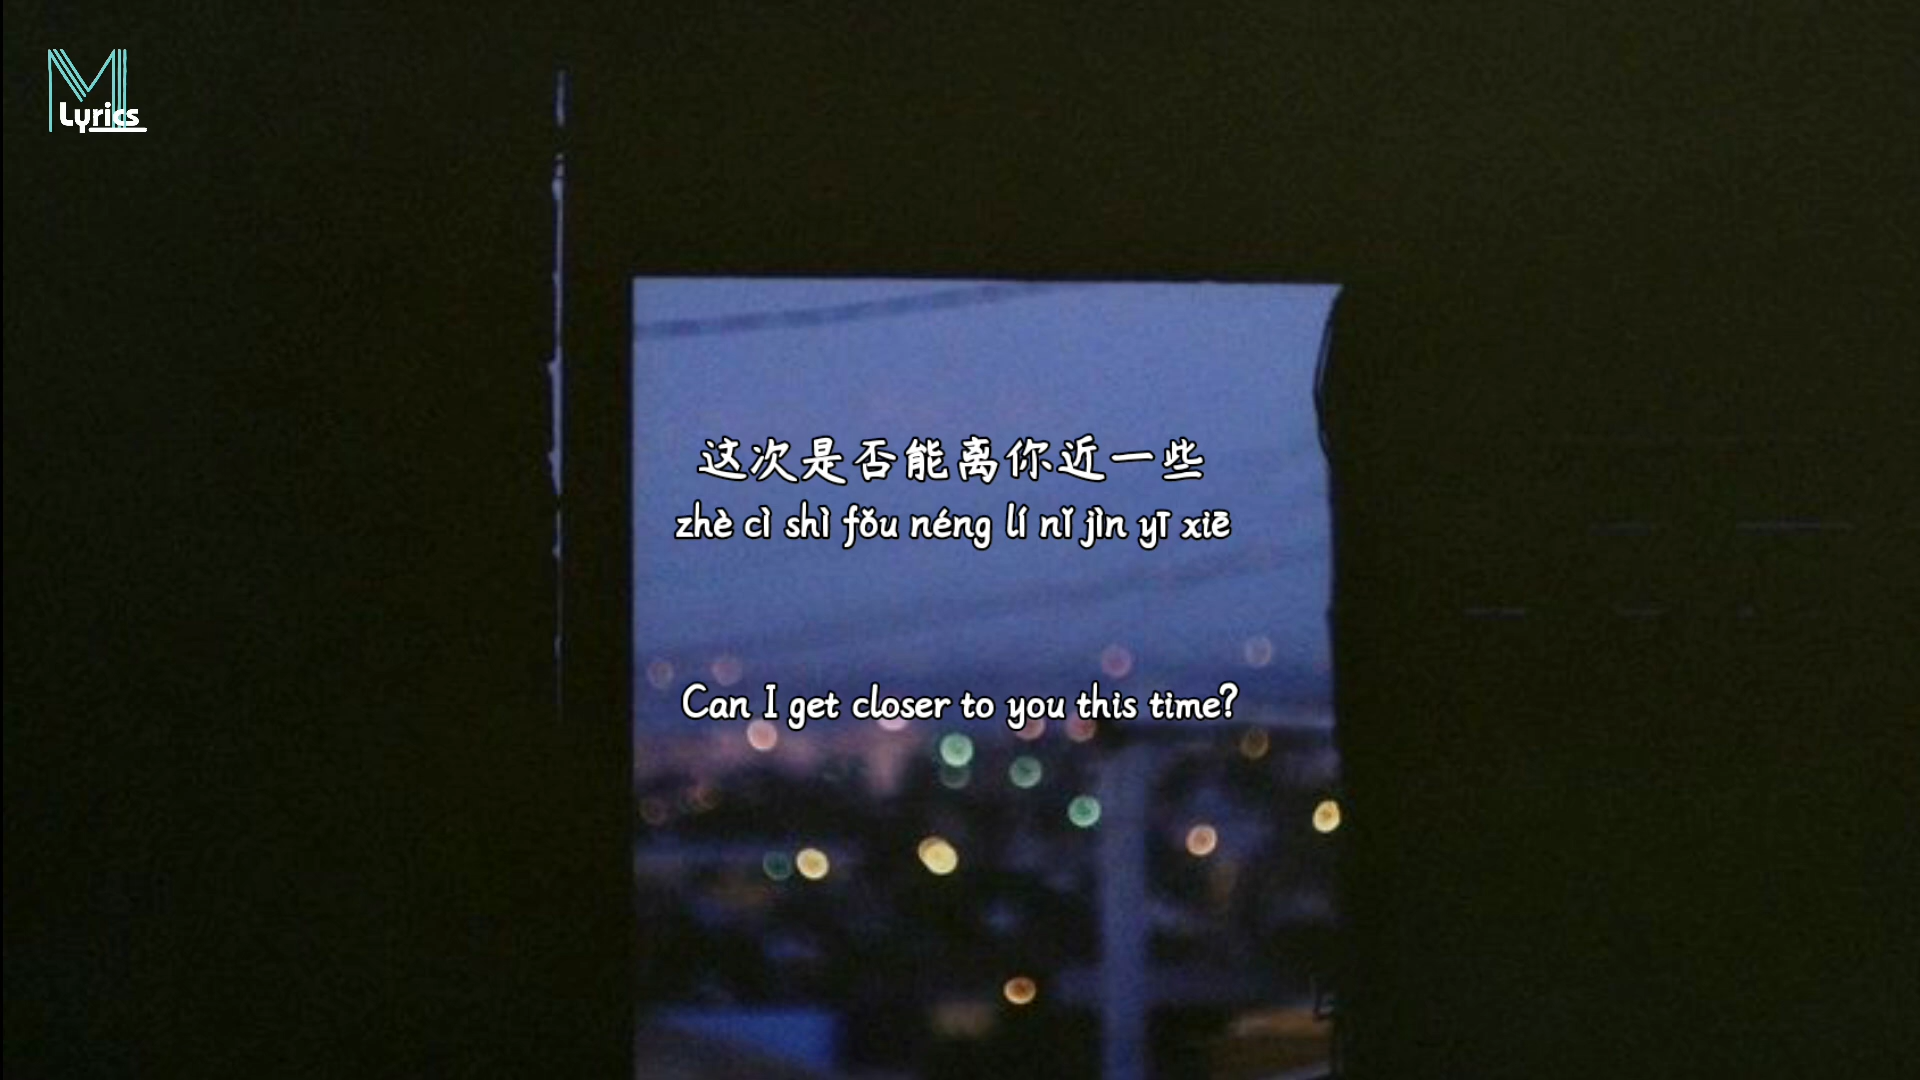 M
Lyrics
这次是否能离你近一些
zhè cì shì fǒu néng lí nǐ jìn yī xiē
Can I get closer to you this time?